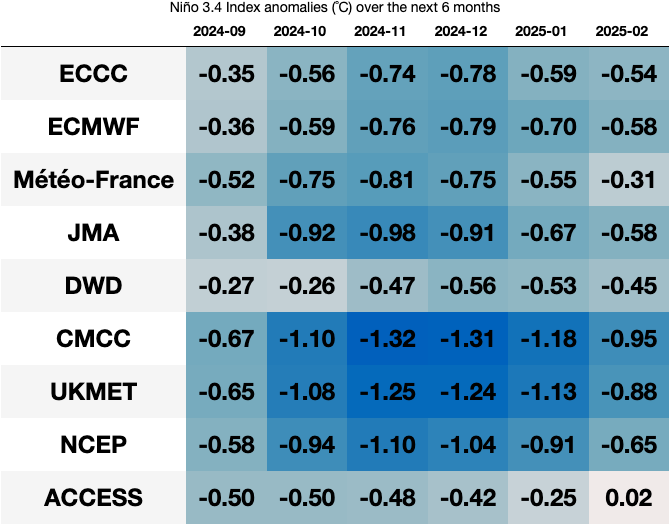 Niño 3.4 Index anomalies (℃) over the next 6 months
2024-09 2024-10 2024-11 2024-12 2025-01 2025-02
ECCC -0.35 -0.56 -0.74 -0.78 -0.59 -0.54
ECMWF -0.36 -0.59 -0.76 -0.79 -0.70 -0.58
Météo-France -0.52 -0.75 -0.81 -0.75 -0.55 -0.31
JMA -0.38 -0.92 -0.98 -0.91 -0.67 -0.58
DWD -0.27 -0.26 -0.47 -0.56 -0.53 -0.45
CMCC -0.67 -1.10 -1.32 -1.31 -1.18 -0.95
UKMET -0.65 -1.08 -1.25 -1.24 -1.13 -0.88
NCEP -0.58 -0.94 -1.10 -1.04 -0.91 -0.65
ACCESS -0.50 -0.50 -0.48 -0.42 -0.25 0.02